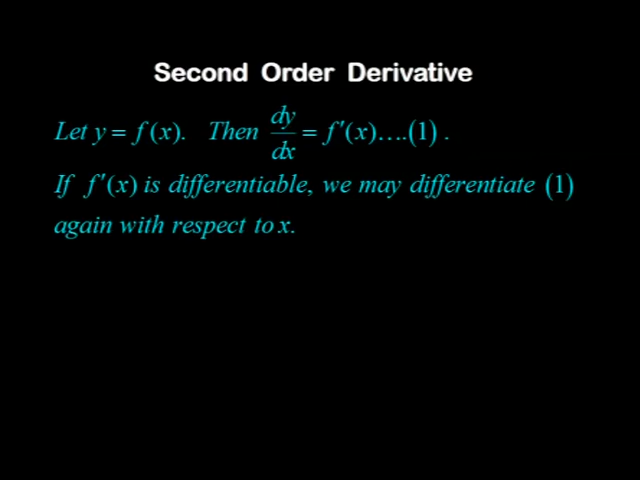 Second Order Derivative
Let y = f(x). Then dy/dx = f′(x)....(1) .
If f′(x) is differentiable, we may differentiate (1)
again with respect to x.